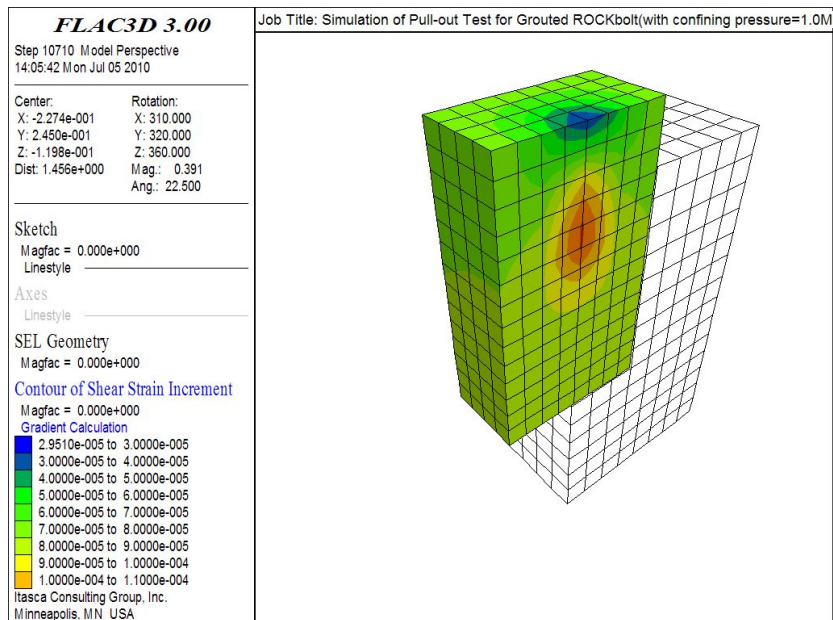 FLAC3D 3.00
Step 10710 Model Perspective
14:05:42 Mon Jul 05 2010
Center: Rotation:
X: -2.274e-001 X: 310.000
Y: 2.450e-001 Y: 320.000
Z: -1.198e-001 Z: 360.000
Dist: 1.456e+000 Mag.: 0.391
Ang.: 22.500
Sketch
Magfac = 0.000e+000
Linestyle
Axes
Linestyle
SEL Geometry
Magfac = 0.000e+000
Contour of Shear Strain Increment
Magfac = 0.000e+000
Gradient Calculation
2.9510e-005 to 3.0000e-005
3.0000e-005 to 4.0000e-005
4.0000e-005 to 5.0000e-005
5.0000e-005 to 6.0000e-005
6.0000e-005 to 7.0000e-005
7.0000e-005 to 8.0000e-005
8.0000e-005 to 9.0000e-005
9.0000e-005 to 1.0000e-004
1.0000e-004 to 1.1000e-004
Itasca Consulting Group, Inc.
Minneapolis, MN USA
Job Title: Simulation of Pull-out Test for Grouted ROCKbolt(with confining pressure=1.0M